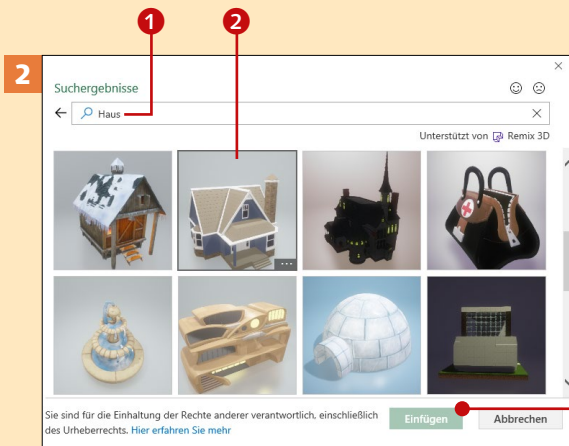 1 2
2
Suchergebnisse
Haus
Unterstützt von Remix 3D
Sie sind für die Einhaltung der Rechte anderer verantwortlich, einschließlich
des Urheberrechts. Hier erfahren Sie mehr
Einfügen Abbrechen